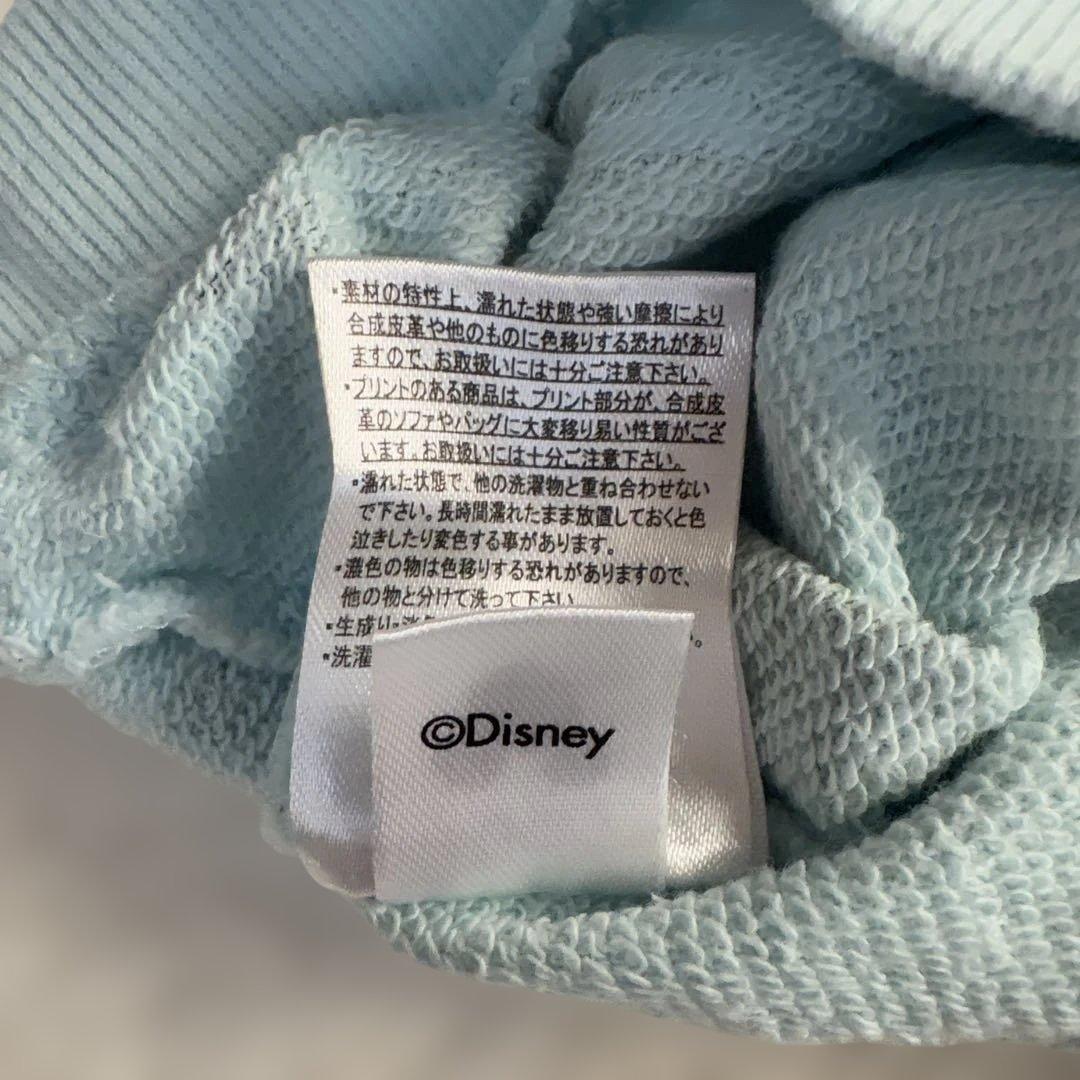 ・素材の特性上、濡れた状態や強い摩擦により
合成皮革や他のものに色移りする恐れがあり
ますので、お取扱いには十分ご注意下さい。
・プリントのある商品は、プリント部分が、合成皮
革のソファやバッグに大変移り易い性質がござ
います。お取扱いには十分ご注意下さい。
・濡れた状態で、他の洗濯物と重ね合わせない
で下さい。長時間濡れたまま放置しておくと色
泣きしたり変色する事があります。
・濃色の物は色移りする恐れがありますので、
他の物と分けて洗って下さい
・生成り・
・洗濯
©Disney